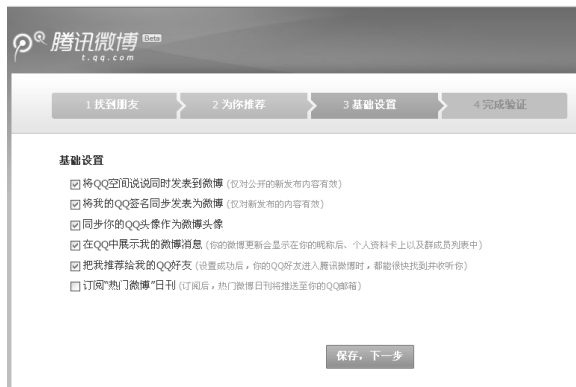 腾讯微博 Beta
t.qq.com
1 找到朋友 2 为你推荐 3 基础设置 4 完成验证
基础设置
将QQ空间说说同时发表到微博 (仅对公开的新发布内容有效)
将我的QQ签名同步发表为微博 (仅对新发布的内容有效)
同步你的QQ头像作为微博头像
在QQ中展示我的微博消息 (你的微博更新会显示在你的昵称后、个人资料卡上以及群成员列表中)
把我推荐给我的QQ好友 (设置成功后，你的QQ好友进入腾讯微博时，都能很快找到并收听你)
订阅"热门微博"日刊 (订阅后，热门微博日刊将推送至你的QQ邮箱)
保存，下一步